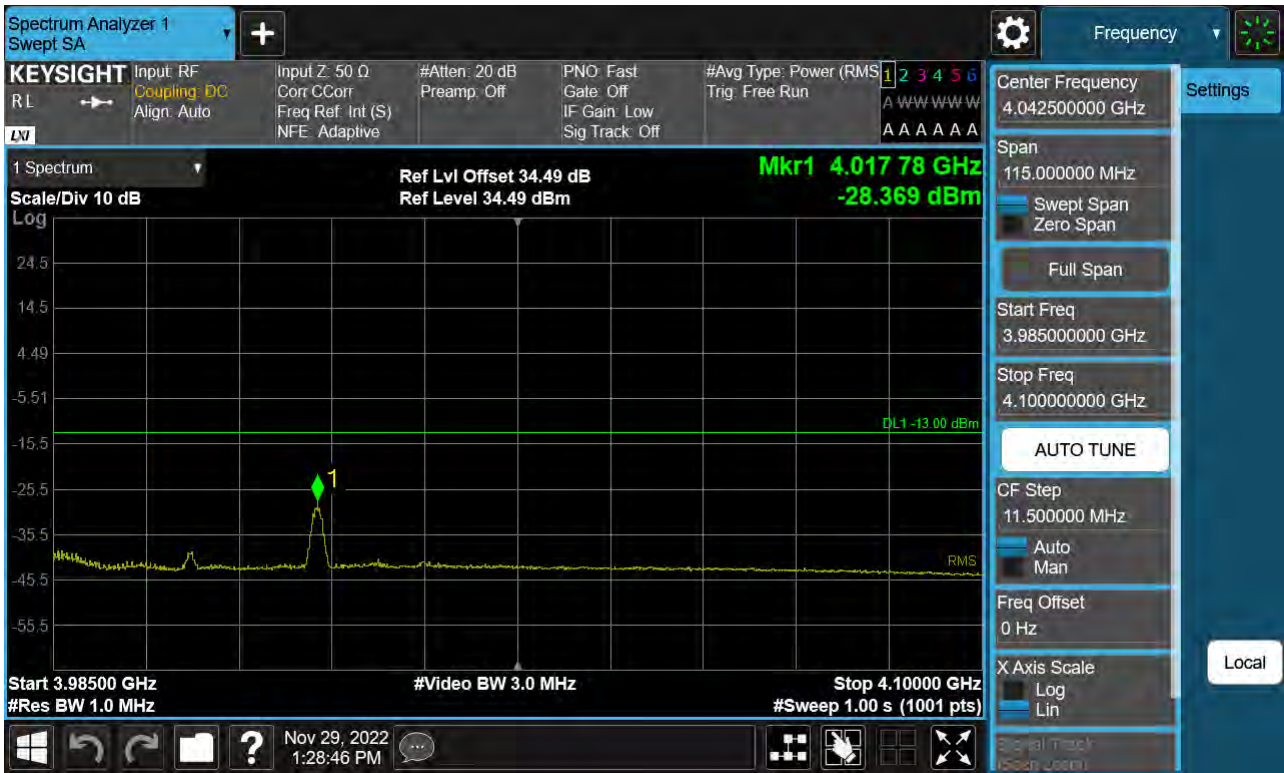 Spectrum Analyzer 1
Swept SA
+
Frequency
KEYSIGHT
RL
LXI
Input: RF
Coupling: DC
Align: Auto
Input Z: 50 Ω
Corr CCorr
Freq Ref: Int (S)
NFE: Adaptive
#Atten: 20 dB
Preamp: Off
PNO: Fast
Gate: Off
IF Gain: Low
Sig Track: Off
#Avg Type: Power (RMS
Trig: Free Run
1 2 3 4 5 6
A W W W W W
A A A A A A
1 Spectrum
Scale/Div 10 dB
Log
Ref Lvl Offset 34.49 dB
Ref Level 34.49 dBm
Mkr1 4.017 78 GHz
-28.369 dBm
24.5
14.5
4.49
-5.51
-15.5
-25.5
-35.5
-45.5
-55.5
DL1 -13.00 dBm
1
RMS
Start 3.98500 GHz
#Res BW 1.0 MHz
#Video BW 3.0 MHz
Stop 4.10000 GHz
#Sweep 1.00 s (1001 pts)
Center Frequency
4.042500000 GHz
Settings
Span
115.000000 MHz
Swept Span
Zero Span
Full Span
Start Freq
3.985000000 GHz
Stop Freq
4.100000000 GHz
AUTO TUNE
CF Step
11.500000 MHz
Auto
Man
Freq Offset
0 Hz
X Axis Scale
Log
Lin
Local
Signal Track
(Span Zoom)
?
Nov 29, 2022
1:28:46 PM